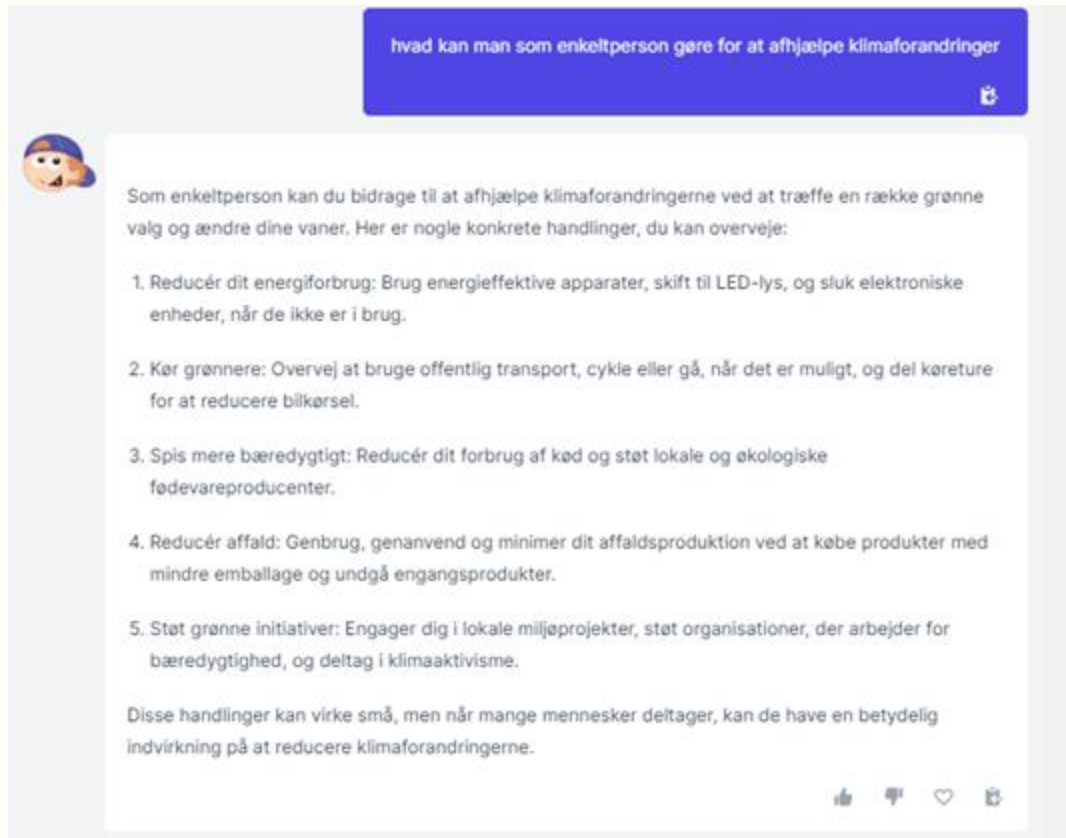 hvad kan man som enkeltperson gøre for at afhjælpe klimaforandringer
Som enkeltperson kan du bidrage til at afhjælpe klimaforandringerne ved at træffe en række grønne
valg og ændre dine vaner. Her er nogle konkrete handlinger, du kan overveje:
1. Reducér dit energiforbrug: Brug energieffektive apparater, skift til LED-lys, og sluk elektroniske
enheder, når de ikke er i brug.
2. Kør grønnere: Overvej at bruge offentlig transport, cykle eller gå, når det er muligt, og del køreture
for at reducere bilkørsel.
3. Spis mere bæredygtigt: Reducér dit forbrug af kød og støt lokale og økologiske
fødevareproducenter.
4. Reducér affald: Genbrug, genanvend og minimer dit affaldsproduktion ved at købe produkter med
mindre emballage og undgå engangsprodukter.
5. Støt grønne initiativer: Engager dig i lokale miljøprojekter, støt organisationer, der arbejder for
bæredygtighed, og deltag i klimaaktivisme.
Disse handlinger kan virke små, men når mange mennesker deltager, kan de have en betydelig
indvirkning på at reducere klimaforandringerne.